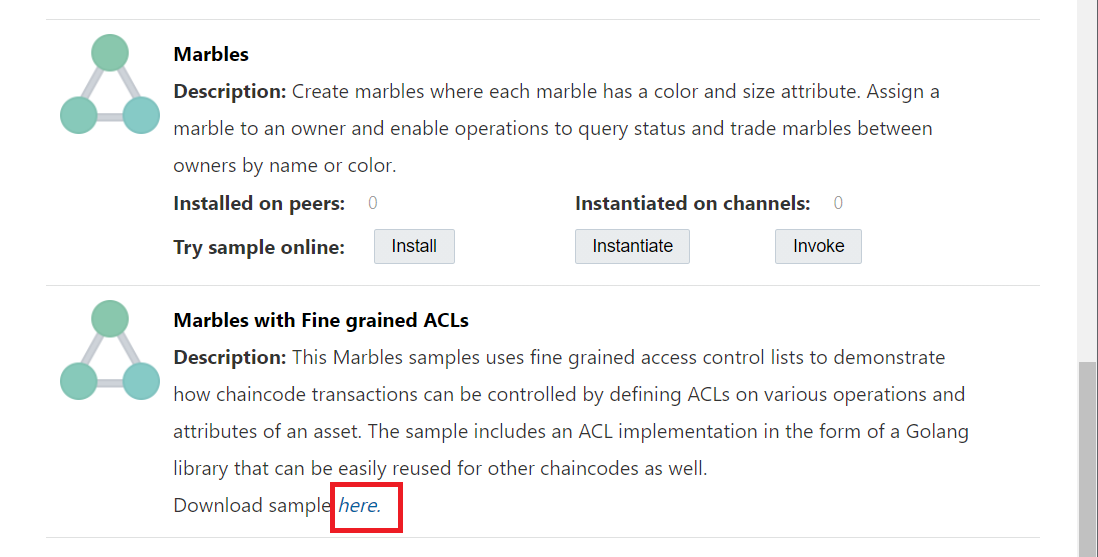 Marbles
Description: Create marbles where each marble has a color and size attribute. Assign a
marble to an owner and enable operations to query status and trade marbles between
owners by name or color.
Installed on peers: 0 Instantiated on channels: 0
Try sample online: Install Instantiate Invoke
Marbles with Fine grained ACLs
Description: This Marbles samples uses fine grained access control lists to demonstrate
how chaincode transactions can be controlled by defining ACLs on various operations and
attributes of an asset. The sample includes an ACL implementation in the form of a Golang
library that can be easily reused for other chaincodes as well.
Download sample here.